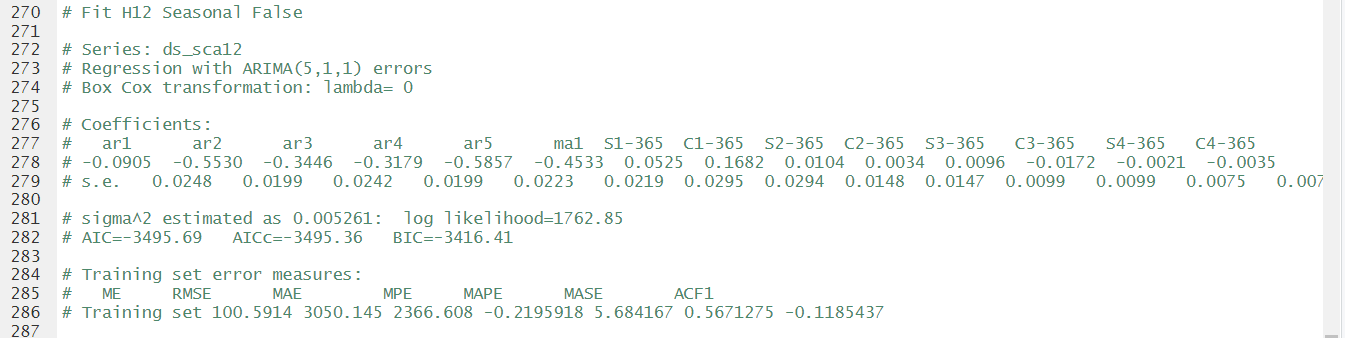 270 # Fit H12 Seasonal False
271
272 # Series: ds_sca12
273 # Regression with ARIMA(5,1,1) errors
274 # Box Cox transformation: lambda= 0
275
276 # Coefficients:
277 # ar1 ar2 ar3 ar4 ar5 ma1 S1-365 C1-365 S2-365 C2-365 S3-365 C3-365 S4-365 C4-365
278 # -0.0905 -0.5530 -0.3446 -0.3179 -0.5857 -0.4533 0.0525 0.1682 0.0104 0.0034 0.0096 -0.0172 -0.0021 -0.0035
279 # s.e. 0.0248 0.0199 0.0242 0.0199 0.0223 0.0219 0.0295 0.0294 0.0148 0.0147 0.0099 0.0099 0.0075 0.007
280
281 # sigma^2 estimated as 0.005261: log likelihood=1762.85
282 # AIC=-3495.69 AICc=-3495.36 BIC=-3416.41
283
284 # Training set error measures:
285 # ME RMSE MAE MPE MAPE MASE ACF1
286 # Training set 100.5914 3050.145 2366.608 -0.2195918 5.684167 0.5671275 -0.1185437
287